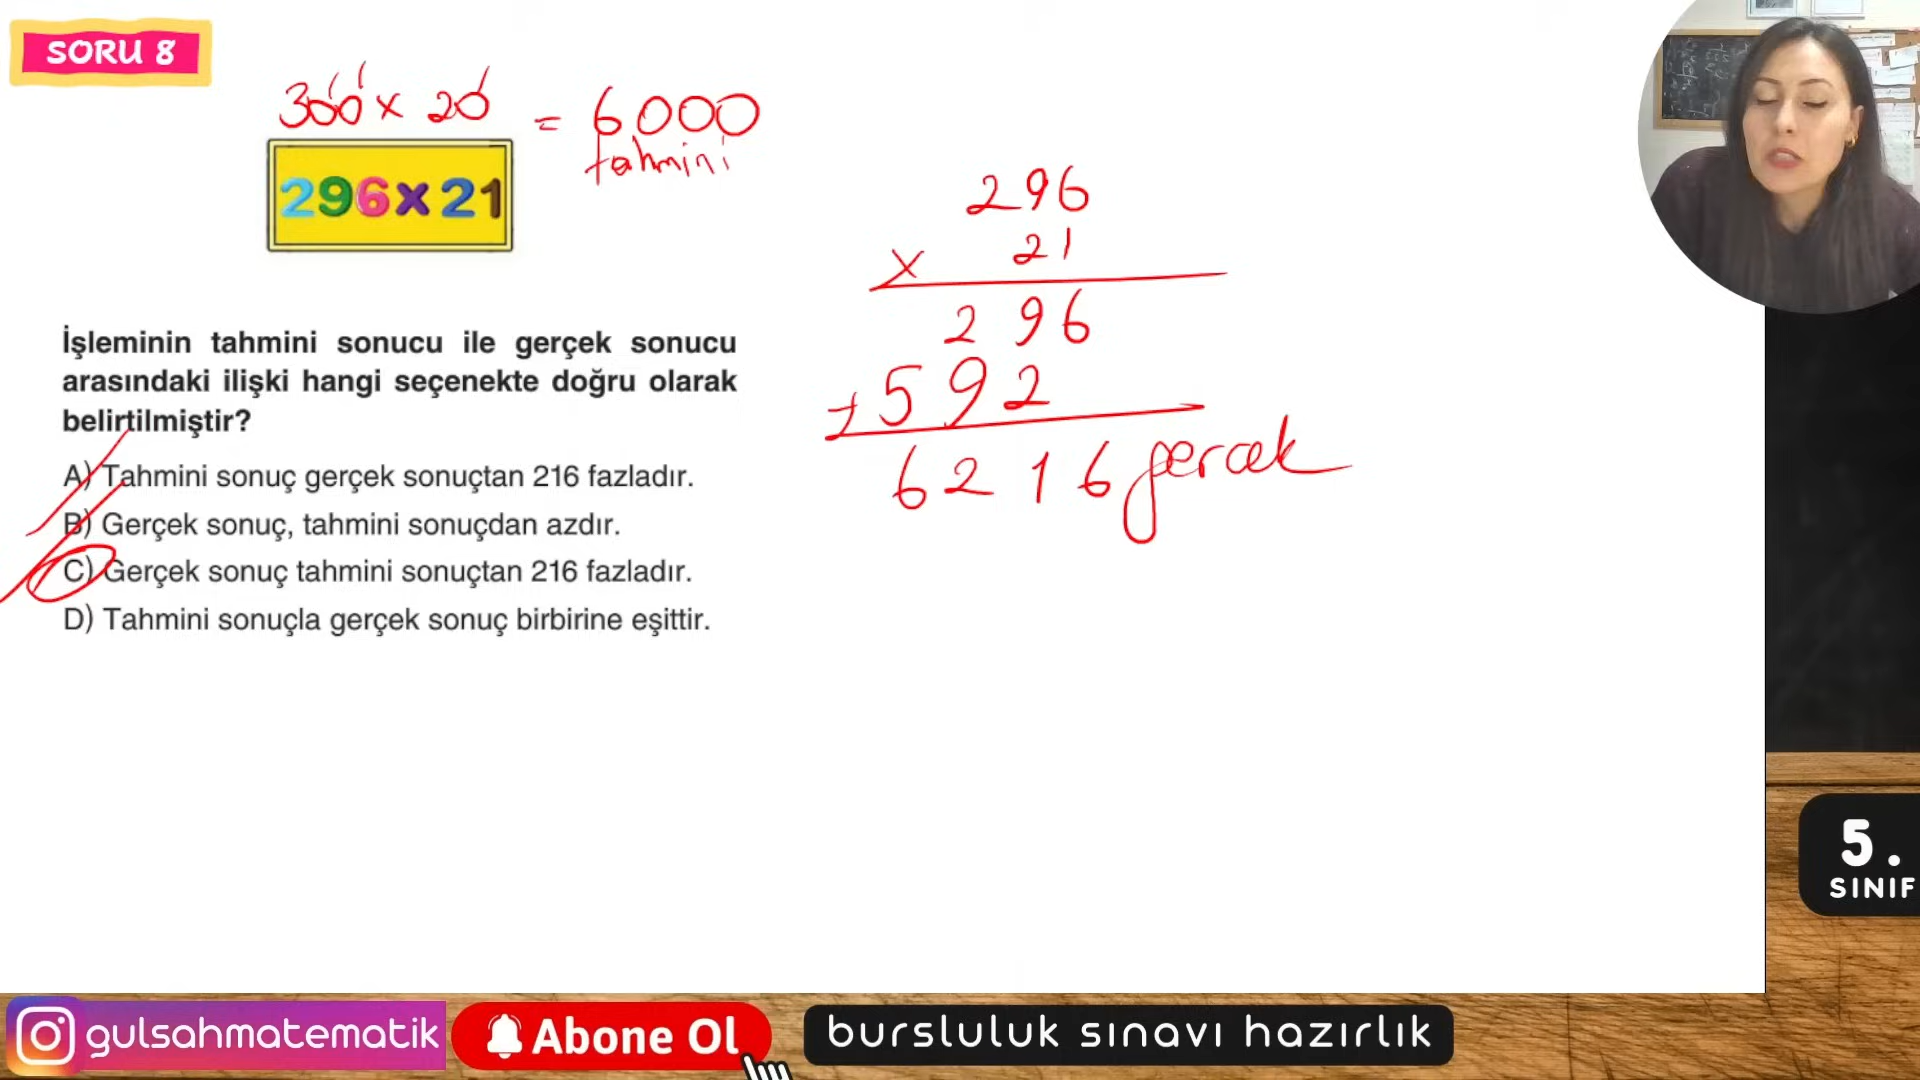 SORU 8
300 x 20 = 6000
tahmini
296x21
296
x 21
296
+ 592
6216 gerçek
İşleminin tahmini sonucu ile gerçek sonucu
arasındaki ilişki hangi seçenekte doğru olarak
belirtilmiştir?
A) Tahmini sonuç gerçek sonuçtan 216 fazladır.
B) Gerçek sonuç, tahmini sonuçdan azdır.
C) Gerçek sonuç tahmini sonuçtan 216 fazladır.
D) Tahmini sonuçla gerçek sonuç birbirine eşittir.
5.
SINIF
gulsahmatematik
Abone Ol
bursluluk sınavı hazırlık